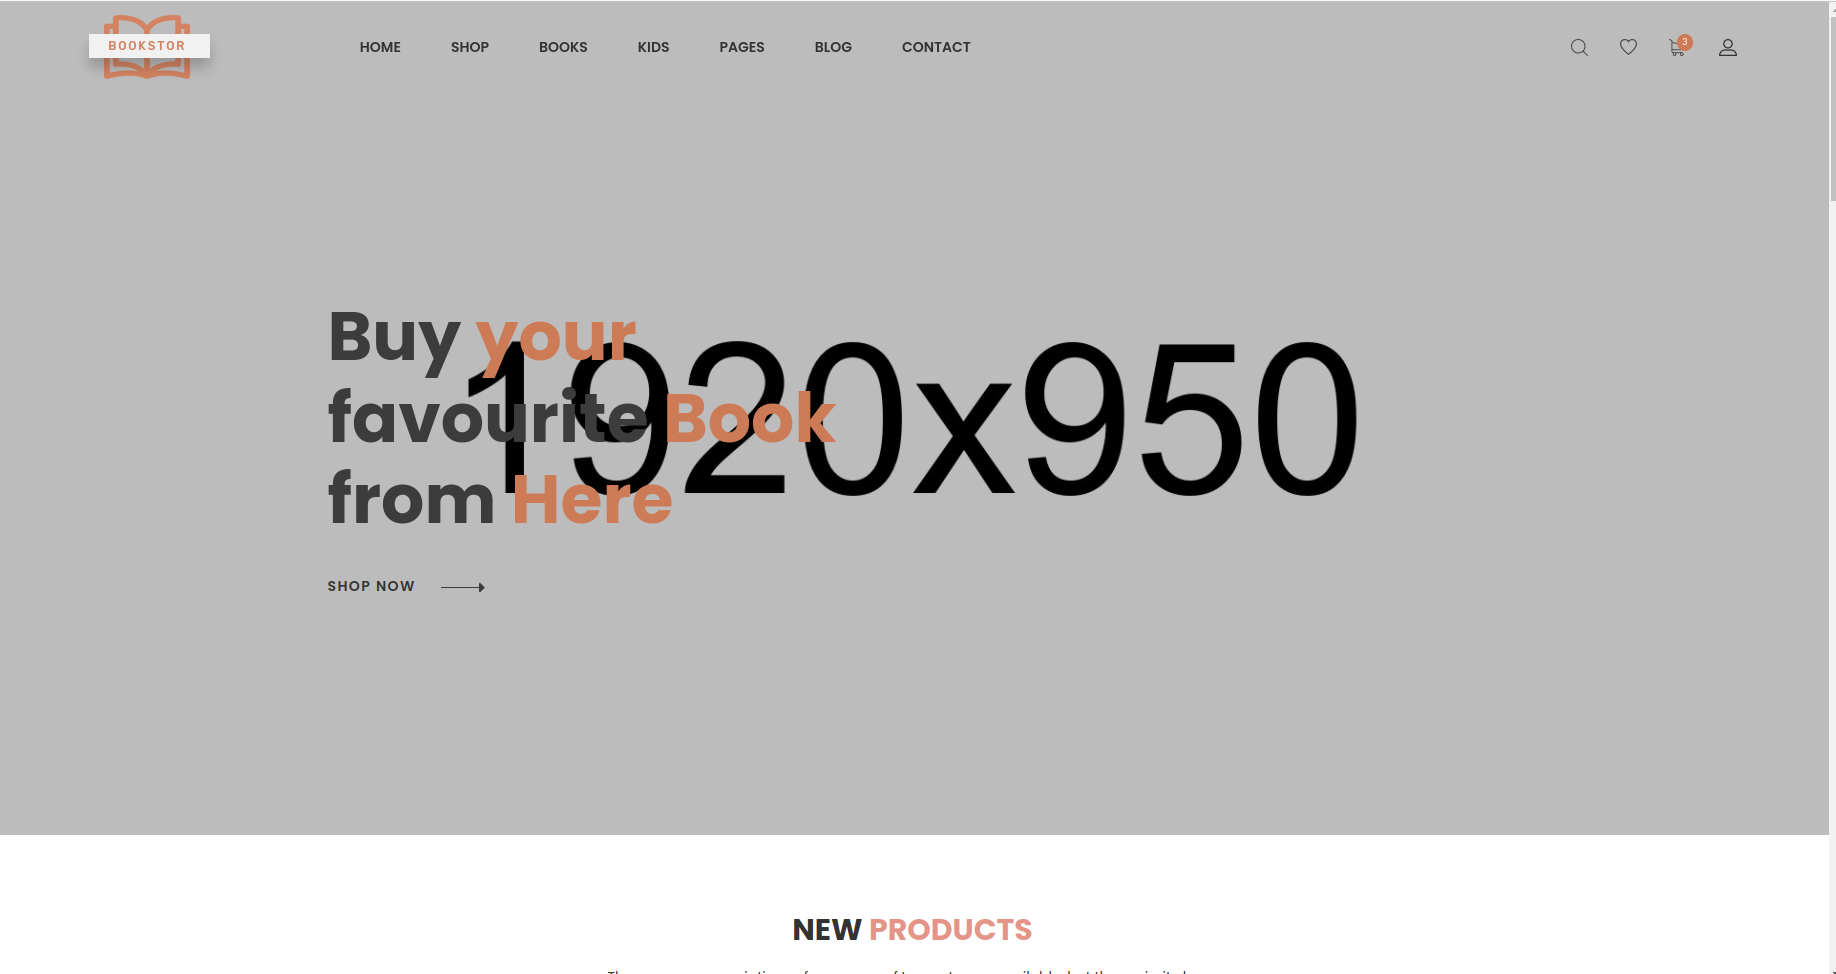 BOOKSTOR
HOME SHOP BOOKS KIDS PAGES BLOG CONTACT
3
1920x950
Buy your
favourite Book
from Here
SHOP NOW
NEW PRODUCTS